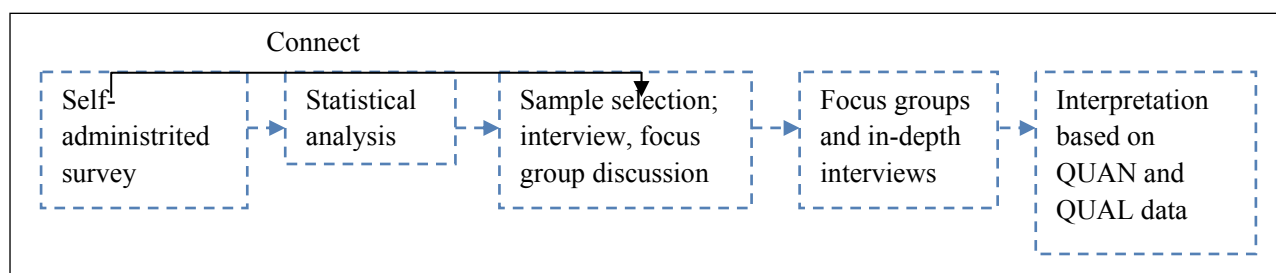 Connect
Self-
administrited
survey
Statistical
analysis
Sample selection;
interview, focus
group discussion
Focus groups
and in-depth
interviews
Interpretation
based on
QUAN and
QUAL data